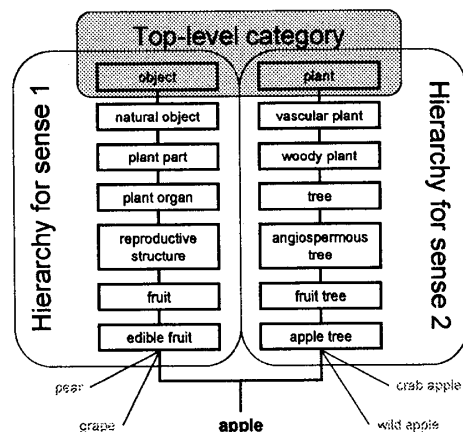 Top-level category
Hierarchy for sense 1
object
natural object
plant part
plant organ
reproductive
structure
fruit
edible fruit
plant
vascular plant
woody plant
tree
angiospermous
tree
fruit tree
apple tree
Hierarchy for sense 2
pear
grape
apple
crab apple
wild apple